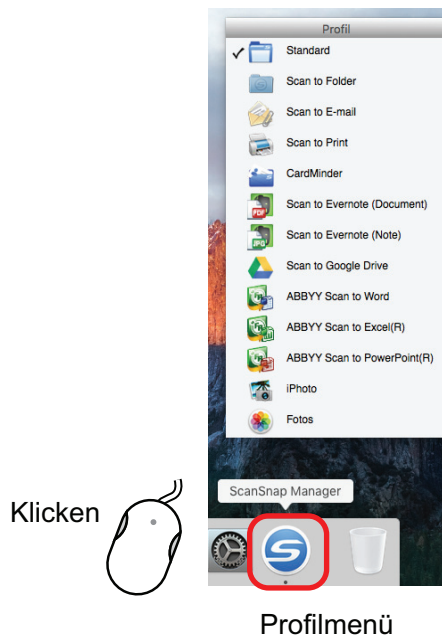 Profil
Standard
Scan to Folder
Scan to E-mail
Scan to Print
CardMinder
PDF
Scan to Evernote (Document)
JPG
Scan to Evernote (Note)
Scan to Google Drive
ABBYY Scan to Word
ABBYY Scan to Excel(R)
ABBYY Scan to PowerPoint(R)
iPhoto
Fotos
ScanSnap Manager
Klicken
S
Profilmenü